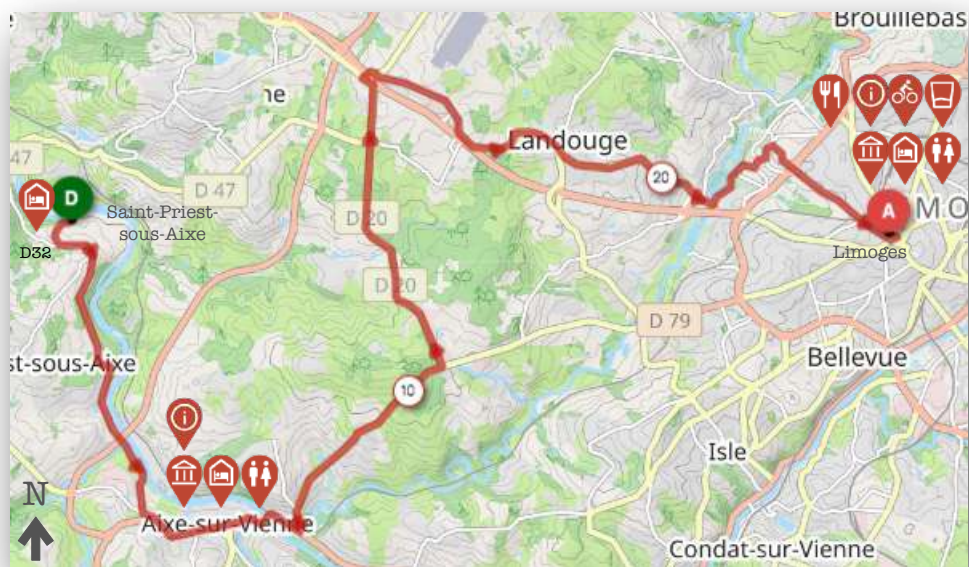 Brouillebas
ne
Landouge
47
D 47
20
D
A
M.O
Saint-Priest-
sous-Aixe
D 20
D32
Limoges
D 20
D 79
st-sous-Aixe
Bellevue
10
Isle
N
Aixe-sur-Vienne
Condat-sur-Vienne